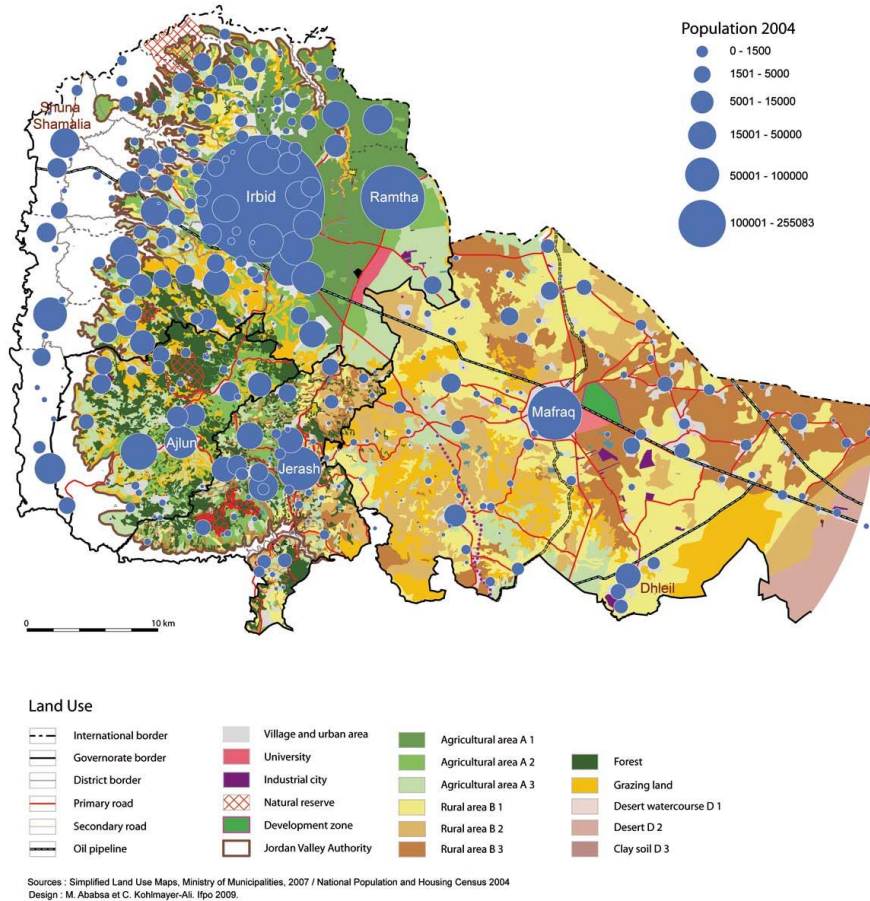 Population 2004
0 - 1500
1501 - 5000
5001 - 15000
15001 - 50000
50001 - 100000
100001 - 255083
Shuna
Shamalia
Irbid
Ramtha
Mafraq
Ajlun
Jerash
Dhleil
0 10 km
Land Use
International border
Governorate border
District border
Primary road
Secondary road
Oil pipeline
Village and urban area
University
Industrial city
Natural reserve
Development zone
Jordan Valley Authority
Agricultural area A 1
Agricultural area A 2
Agricultural area A 3
Rural area B 1
Rural area B 2
Rural area B 3
Forest
Grazing land
Desert watercourse D 1
Desert D 2
Clay soil D 3
Sources : Simplified Land Use Maps, Ministry of Municipalities, 2007 / National Population and Housing Census 2004
Design : M. Ababsa et C. Kohlmayer-Ali. Ifpo 2009.